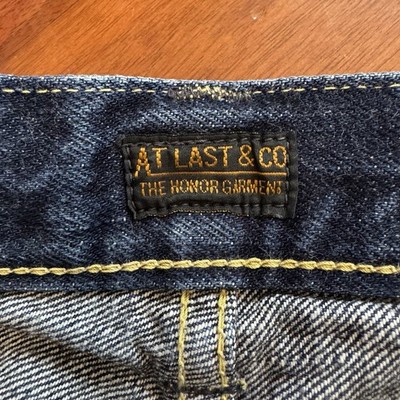 AT LAST & CO
THE HONOR GARMENT